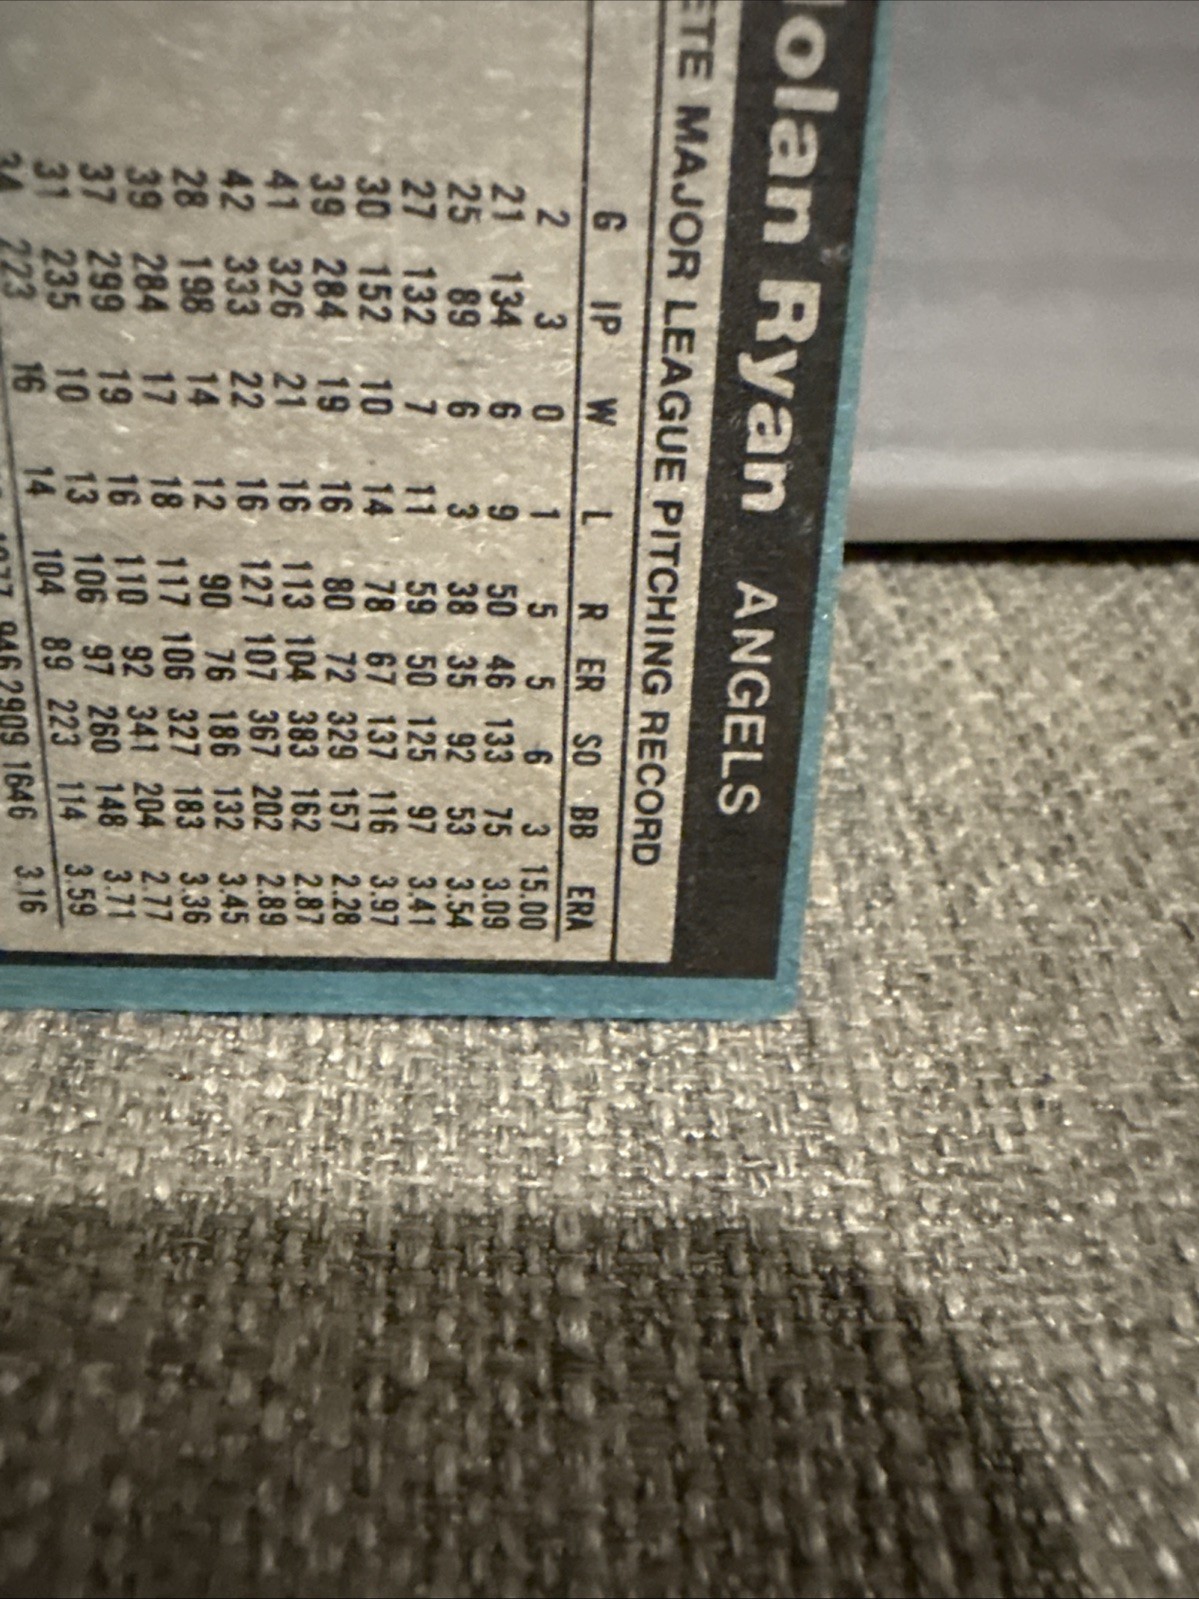 olan Ryan ANGELS
ETE MAJOR LEAGUE PITCHING RECORD
G IP W L R ER SO BB ERA
2 3 0 1 5 5 6 3 15.00
21 134 6 9 50 46 133 75 3.09
25 89 6 3 38 35 92 53 3.54
27 132 7 11 59 50 125 97 3.41
30 152 10 14 78 67 137 116 3.97
39 284 19 16 80 72 329 157 2.28
41 326 21 16 113 104 383 162 2.87
42 333 22 16 127 107 367 202 2.89
28 198 14 12 90 76 186 132 3.45
39 284 17 18 117 106 327 183 3.36
37 299 19 16 110 92 341 204 2.77
31 235 10 13 106 97 260 148 3.71
34 223 16 14 104 89 223 114 3.59
946 2909 1646 3.16